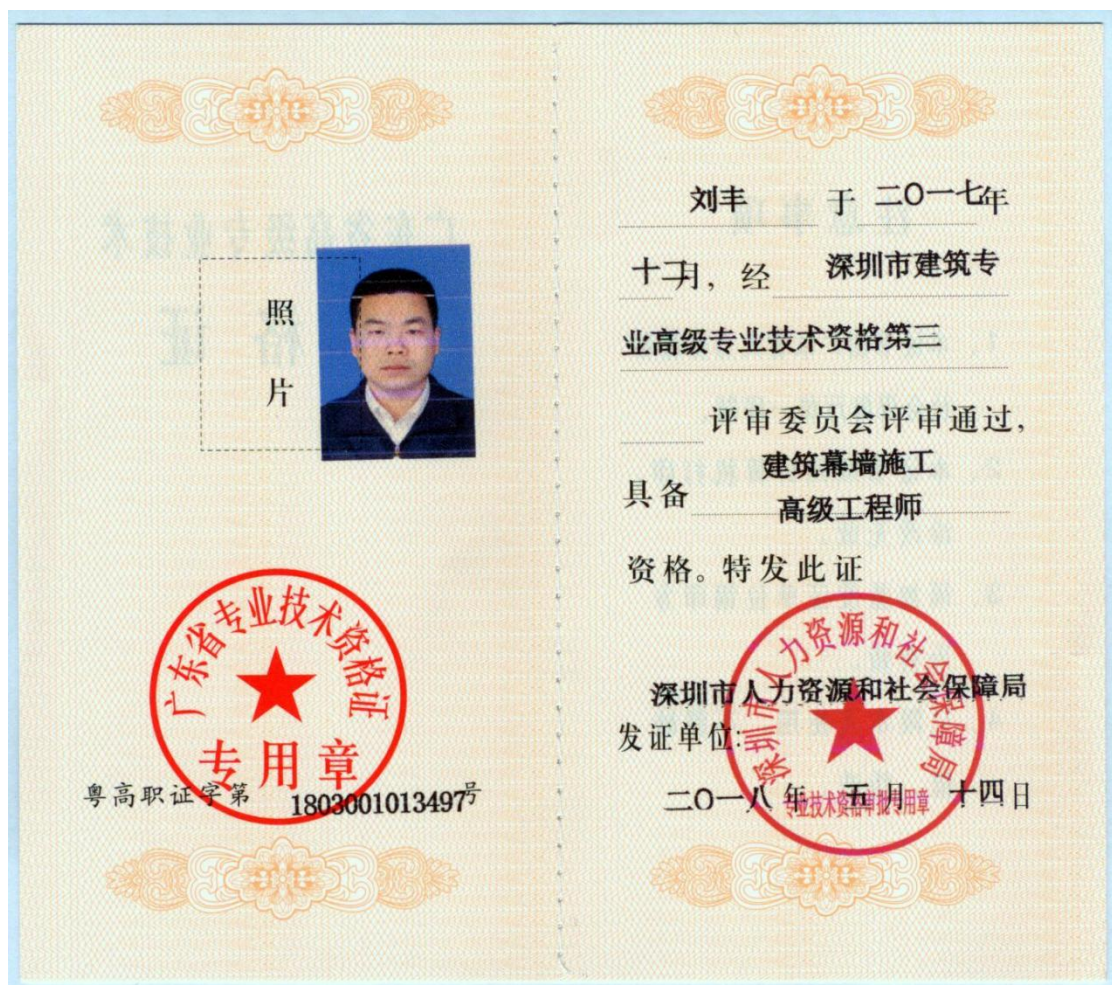 照
片
广东省专业技术资格证
专用章
粤高职证字第 1803001013497号
刘丰 于 二〇一七年
十二月，经 深圳市建筑专
业高级专业技术资格第三
评审委员会评审通过，
建筑幕墙施工
具备
高级工程师
资格。特发此证
深圳市人力资源和社会保障局
深圳市人力资源和社会保障局
发证单位:
二〇一八年 五月 十四日
专业技术资格审批专用章